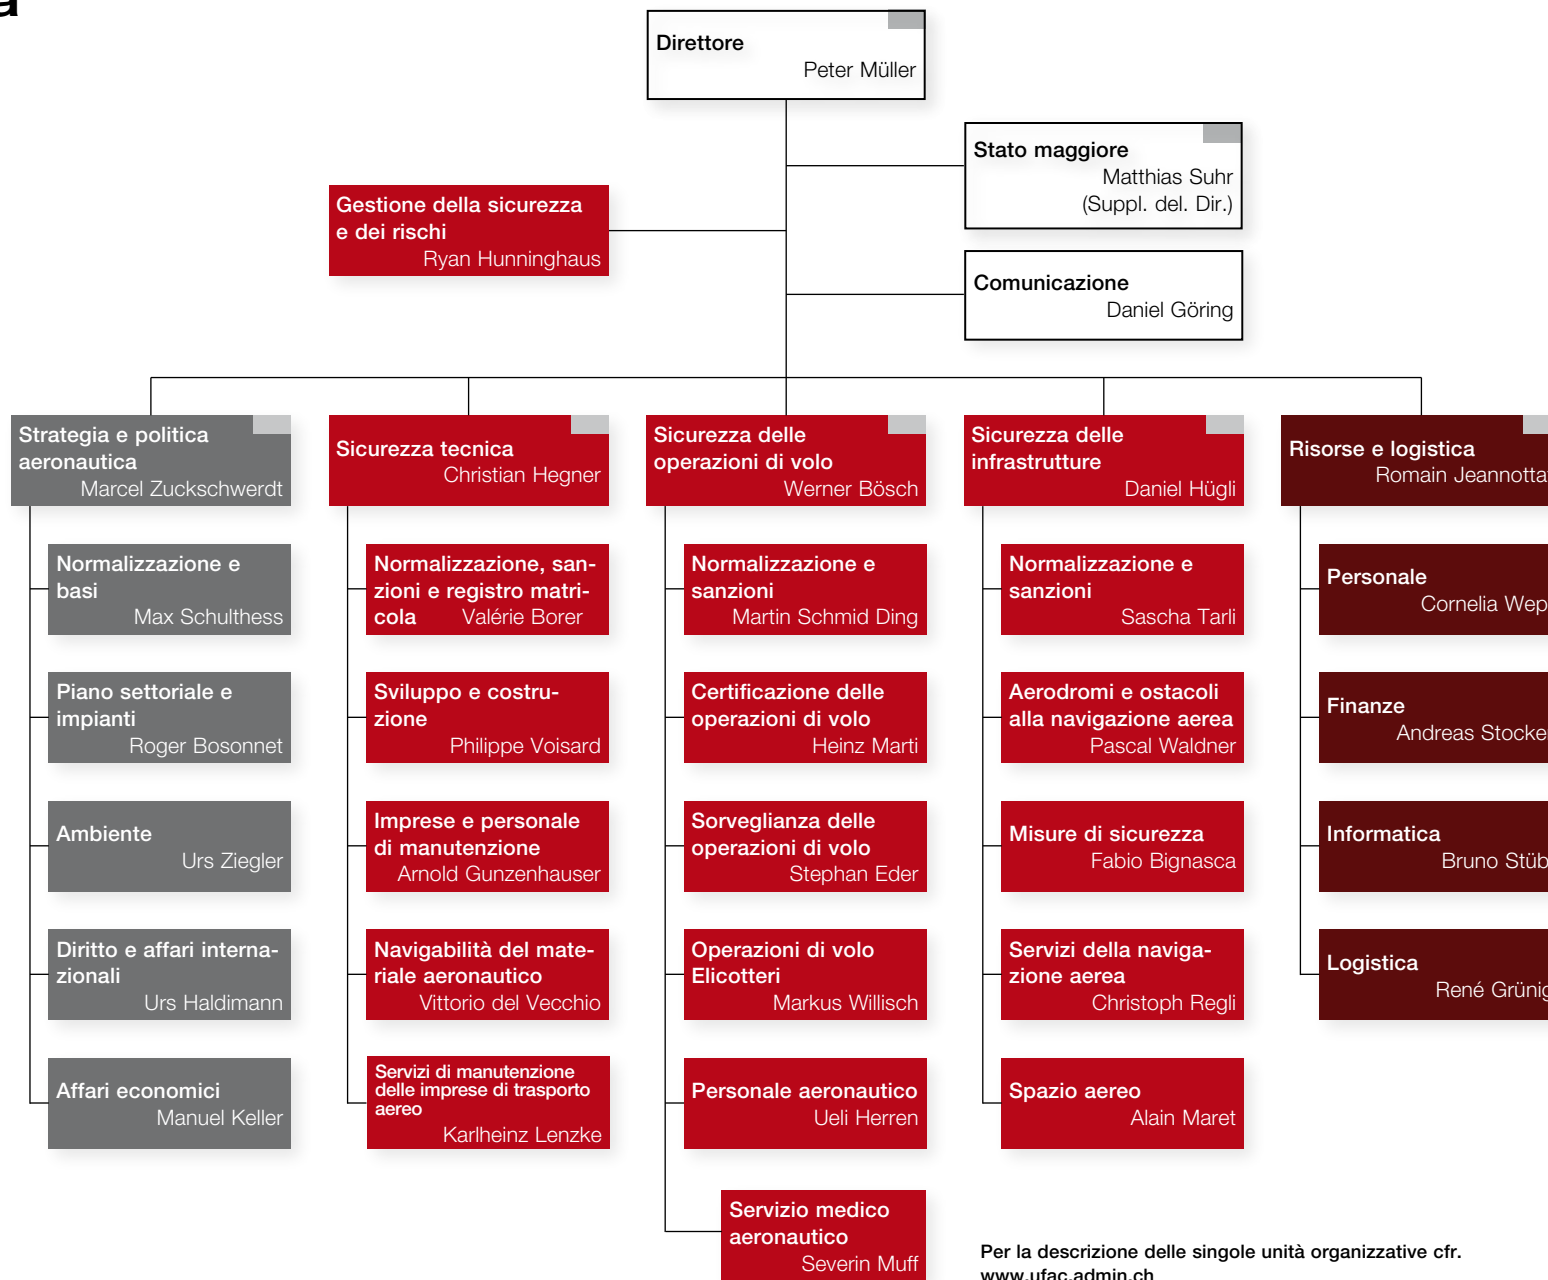 Direttore
Peter Müller
Stato maggiore
Matthias Suhr
(Suppl. del. Dir.)
Gestione della sicurezza
e dei rischi
Ryan Hunninghaus
Comunicazione
Daniel Göring
Strategia e politica
aeronautica
Marcel Zuckschwerdt
Normalizzazione e
basi
Max Schulthess
Piano settoriale e
impianti
Roger Bosonnet
Ambiente
Urs Ziegler
Diritto e affari interna-
zionali
Urs Haldimann
Affari economici
Manuel Keller
Sicurezza tecnica
Christian Hegner
Normalizzazione, san-
zioni e registro matri-
cola Valérie Borer
Sviluppo e costru-
zione
Philippe Voisard
Imprese e personale
di manutenzione
Arnold Gunzenhauser
Navigabilità del mate-
riale aeronautico
Vittorio del Vecchio
Servizi di manutenzione
delle imprese di trasporto
aereo
Karlheinz Lenzke
Sicurezza delle
operazioni di volo
Werner Bösch
Normalizzazione e
sanzioni
Martin Schmid Ding
Certificazione delle
operazioni di volo
Heinz Marti
Sorveglianza delle
operazioni di volo
Stephan Eder
Operazioni di volo
Elicotteri
Markus Willisch
Personale aeronautico
Ueli Herren
Servizio medico
aeronautico
Severin Muff
Sicurezza delle
infrastrutture
Daniel Hügli
Normalizzazione e
sanzioni
Sascha Tarli
Aerodromi e ostacoli
alla navigazione aerea
Pascal Waldner
Misure di sicurezza
Fabio Bignasca
Servizi della naviga-
zione aerea
Christoph Regli
Spazio aereo
Alain Maret
Risorse e logistica
Romain
Personale
Cornelia
Finanze
Andreas
Informatica
Bruno
Logistica
René
Per la descrizione delle singole unità organizzative cfr.
www.ufac.admin.ch